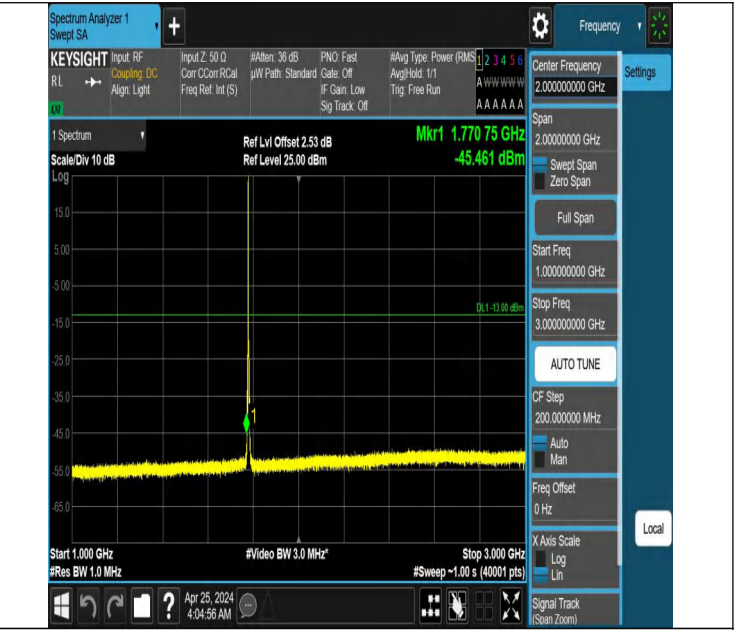 Spectrum Analyzer 1
Swept SA
+
Frequency
KEYSIGHT
RL
Input: RF
Coupling: DC
Align: Light
Input Z: 50 Ω
Corr CCorr RCal
Freq Ref: Int (S)
#Atten: 36 dB
µW Path: Standard
PNO: Fast
Gate: Off
IF Gain: Low
Sig Track: Off
#Avg Type: Power (RMS
Avg|Hold: 1/1
Trig: Free Run
1 2 3 4 5 6
A W W W W W
A A A A A A
LXI
1 Spectrum
Scale/Div 10 dB
Ref Lvl Offset 2.53 dB
Ref Level 25.00 dBm
Mkr1 1.770 75 GHz
-45.461 dBm
Log
15.0
5.00
-5.00
DL1 -13.00 dBm
-15.0
-25.0
-35.0
1
-45.0
-55.0
-65.0
Start 1.000 GHz
#Res BW 1.0 MHz
#Video BW 3.0 MHz*
Stop 3.000 GHz
#Sweep ~1.00 s (40001 pts)
?
Apr 25, 2024
4:04:56 AM
Center Frequency
2.000000000 GHz
Span
2.00000000 GHz
Swept Span
Zero Span
Full Span
Start Freq
1.000000000 GHz
Stop Freq
3.000000000 GHz
AUTO TUNE
CF Step
200.000000 MHz
Auto
Man
Freq Offset
0 Hz
X Axis Scale
Log
Lin
Signal Track
(Span Zoom)
Settings
Local